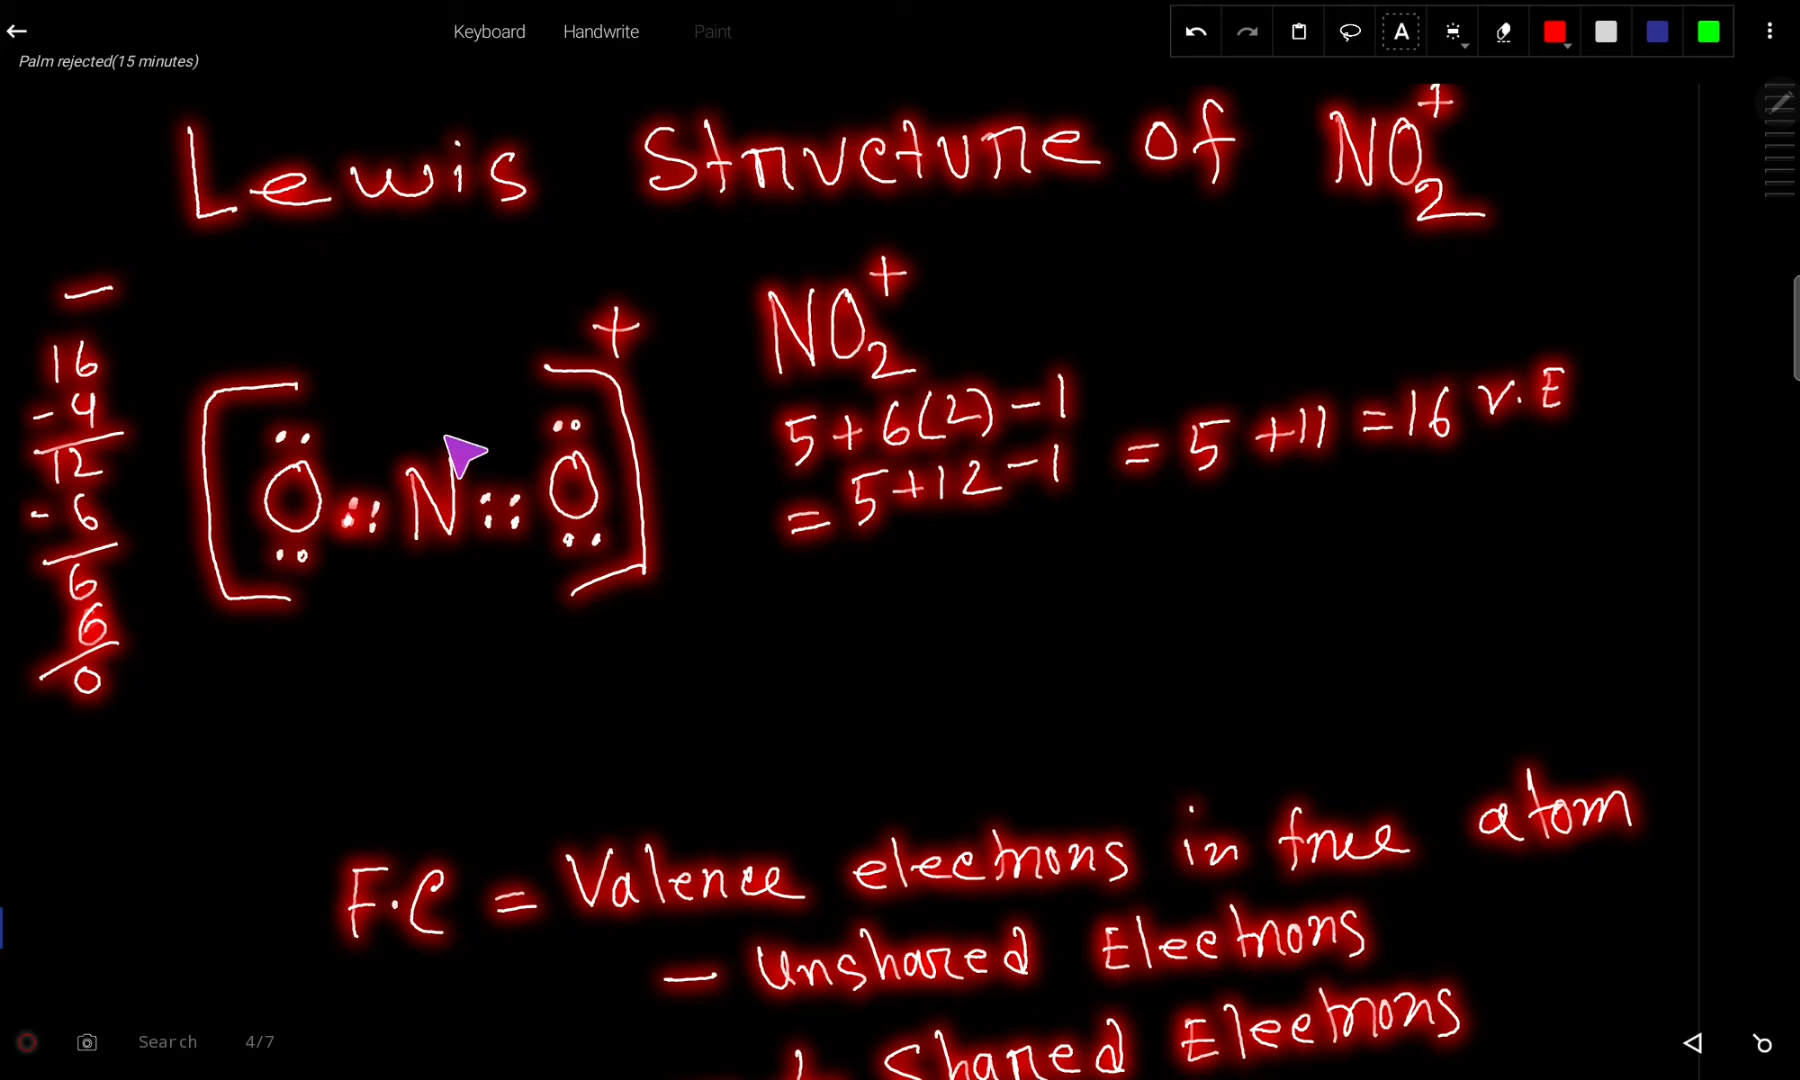 Keyboard Handwrite Paint
Palm rejected(15 minutes)
A
Lewis Structure of NO2+
—
16
- 4
12
- 6
6
6
0
+
O :: N :: O
NO2+
5+6(2)-1
= 5+12-1 = 5+11 = 16 v.E
F.C = Valence electrons in free atom
— Unshared Electrons
Shared Electrons
Search 4/7